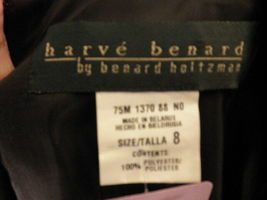 harvé benard
by benard holtzman
75M 1370 88 NO
MADE IN BELARUS
HECHO EN BIELORUSIA
SIZE/TALLA 8
CONTENTS:
100% POLYESTER/
POLIESTER